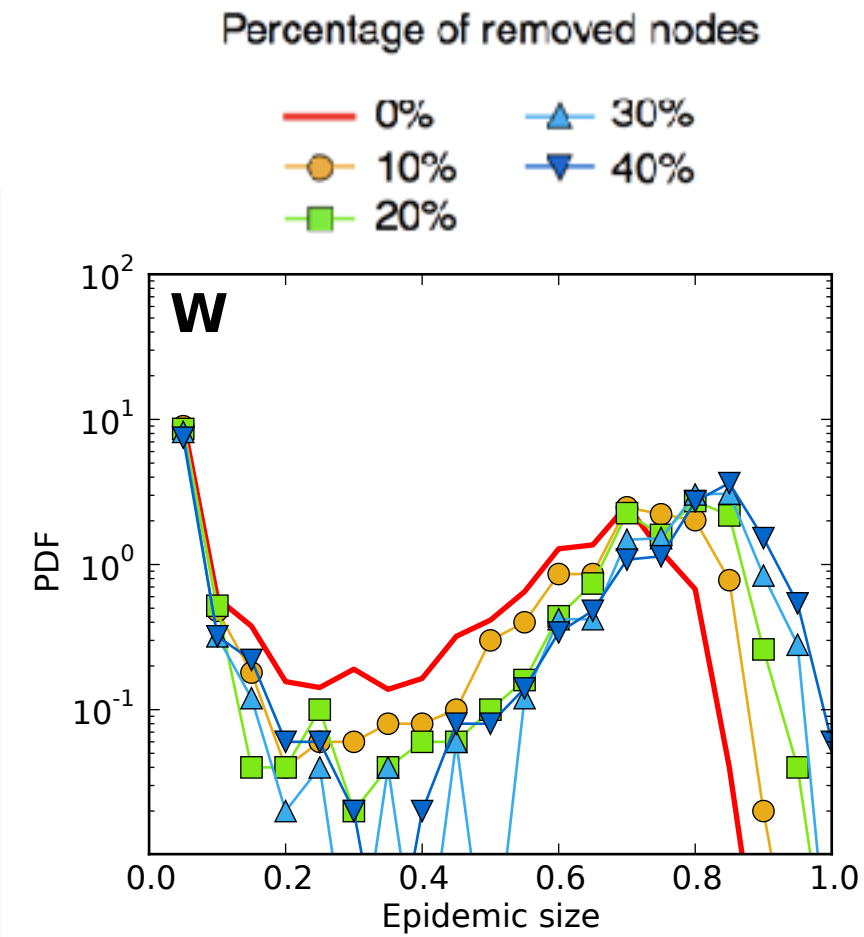 Percentage of removed nodes
0%
30%
10%
40%
20%
W
10²
10¹
10⁰
10⁻¹
PDF
0.0 0.2 0.4 0.6 0.8 1.0
Epidemic size